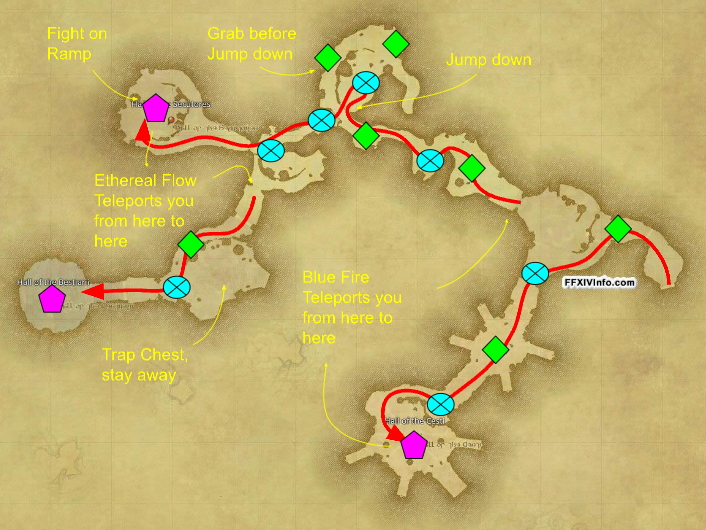 Fight on
Ramp
Grab before
Jump down
Jump down
Ethereal Flow
Teleports you
from here to
here
Hall of the Bestiarii
Blue Fire
Teleports you
from here to
here
FFXIVInfo.com
Trap Chest,
stay away
Hall of the Cesti